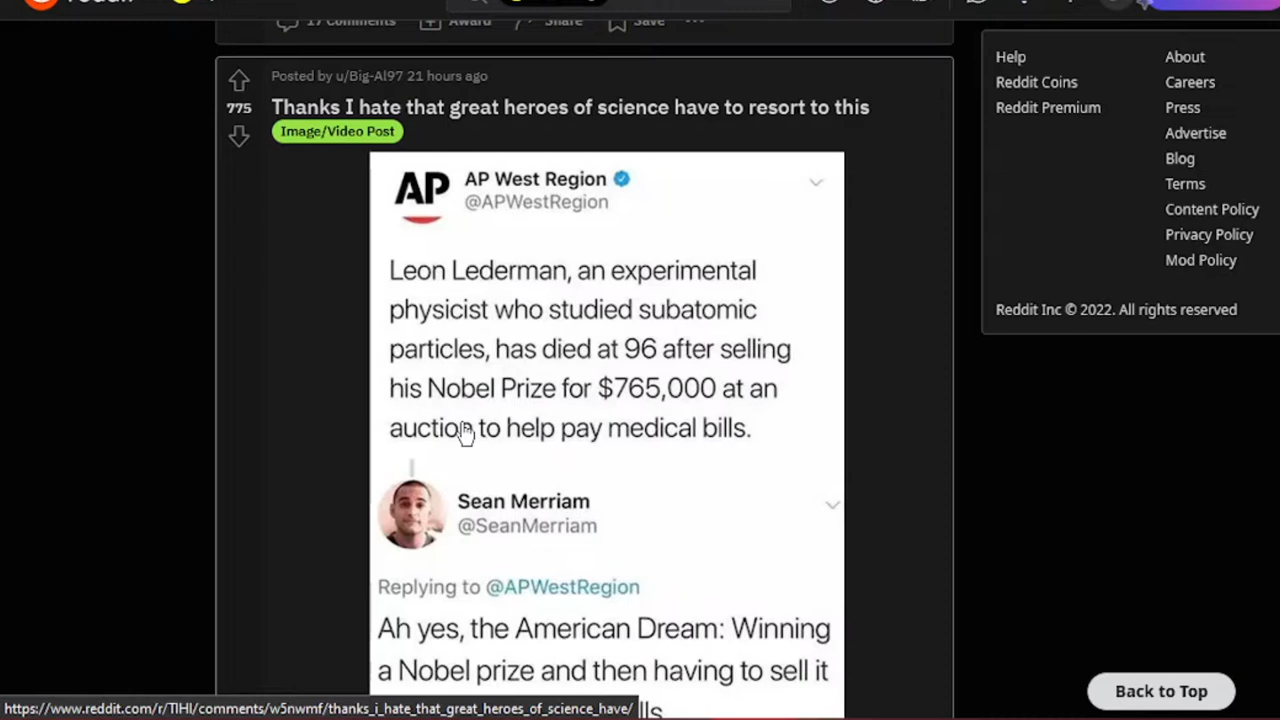 17 Comments Award Share Save
Posted by u/Big-Al97 21 hours ago
775
Thanks I hate that great heroes of science have to resort to this
Image/Video Post
AP
AP West Region
@APWestRegion
Leon Lederman, an experimental
physicist who studied subatomic
particles, has died at 96 after selling
his Nobel Prize for $765,000 at an
auction to help pay medical bills.
Sean Merriam
@SeanMerriam
Replying to @APWestRegion
Ah yes, the American Dream: Winning
a Nobel prize and then having to sell it
Help
Reddit Coins
Reddit Premium
About
Careers
Press
Advertise
Blog
Terms
Content Policy
Privacy Policy
Mod Policy
Reddit Inc © 2022. All rights reserved
Back to Top
https://www.reddit.com/r/TIHI/comments/w5nwmf/thanks_i_hate_that_great_heroes_of_science_have/